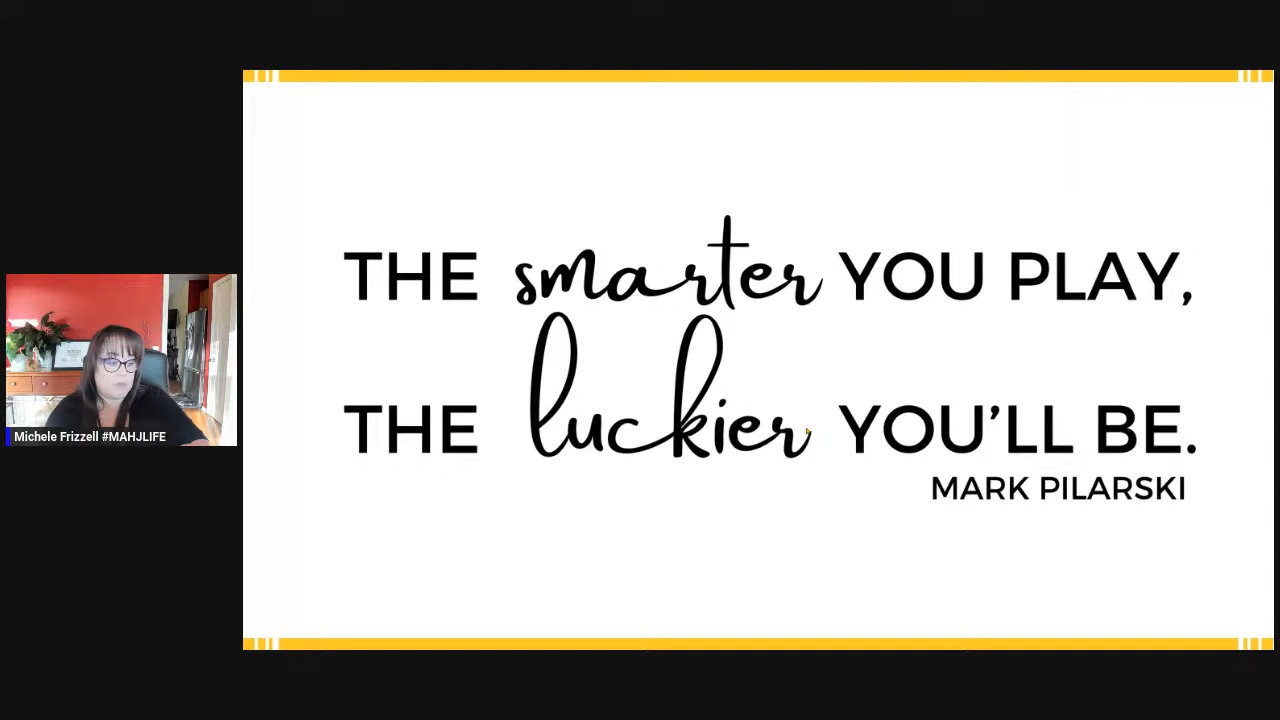 THE smarter YOU PLAY,
THE luckier YOU'LL BE.
MARK PILARSKI
Michele Frizzell #MAHJLIFE